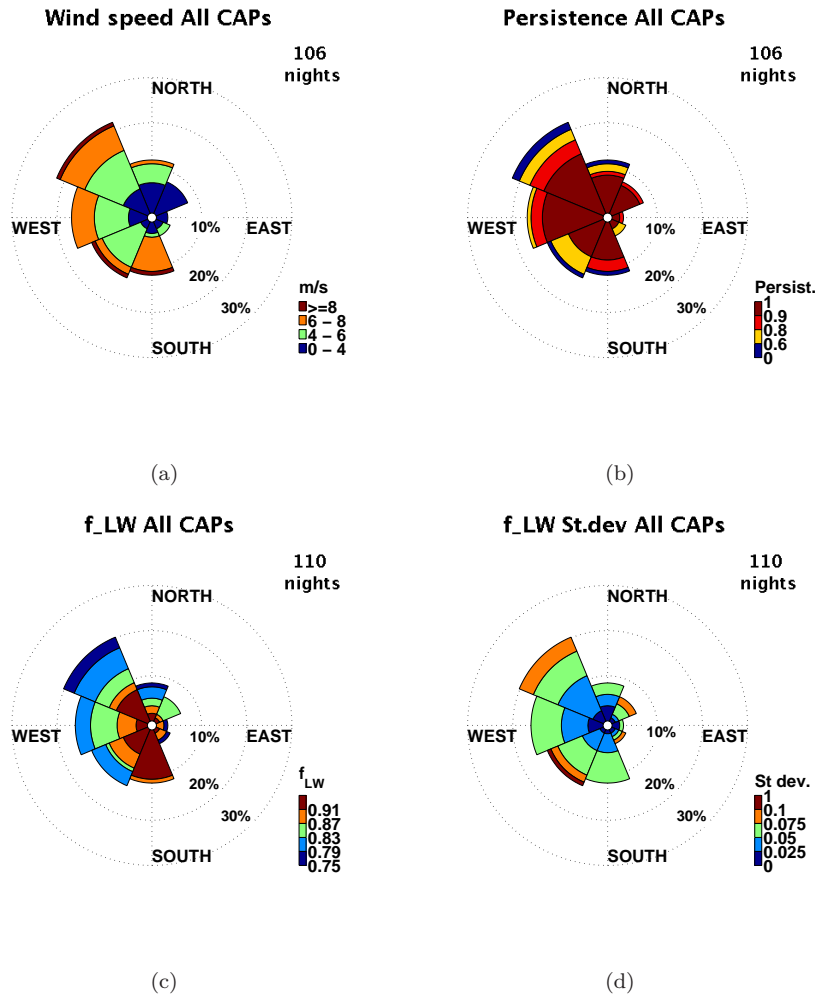 Wind speed All CAPs
106
nights
NORTH
WEST
EAST
10%
20%
30%
SOUTH
m/s
>=8
6 – 8
4 – 6
0 – 4
(a)
Persistence All CAPs
106
nights
NORTH
WEST
EAST
10%
20%
30%
SOUTH
Persist.
1
0.9
0.8
0.6
0
(b)
f_LW All CAPs
110
nights
NORTH
WEST
EAST
10%
20%
30%
SOUTH
f_LW
0.91
0.87
0.83
0.79
0.75
(c)
f_LW St.dev All CAPs
110
nights
NORTH
WEST
EAST
10%
20%
30%
SOUTH
St dev.
1
0.1
0.075
0.05
0.025
0
(d)